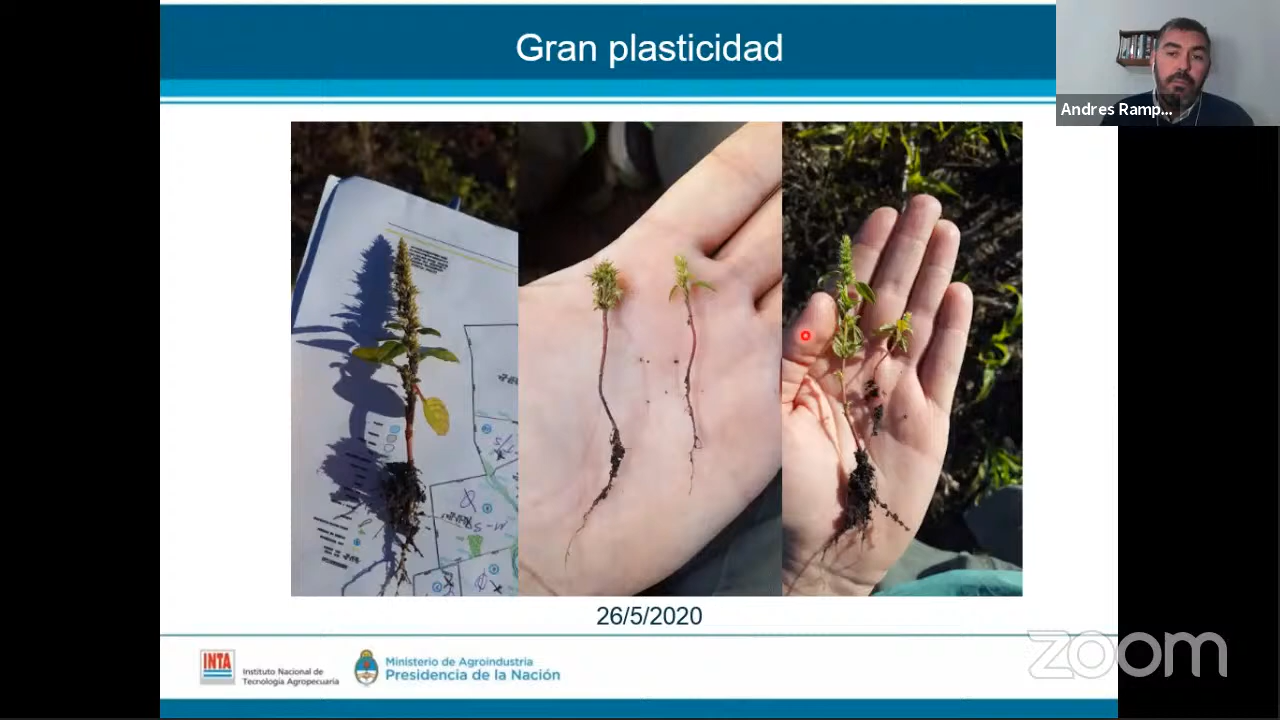 Gran plasticidad
Andres Ramp...
26/5/2020
INTA
Instituto Nacional de
Tecnología Agropecuaria
Ministerio de Agroindustria
Presidencia de la Nación
zoom